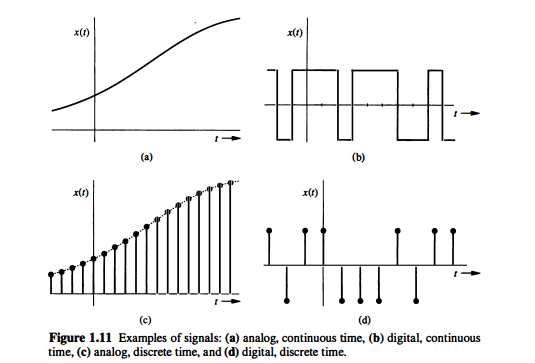 x(t)
x(t)
t
t
(a)
(b)
x(t)
x(t)
t
t
(c)
(d)
Figure 1.11 Examples of signals: (a) analog, continuous time, (b) digital, continuous
time, (c) analog, discrete time, and (d) digital, discrete time.